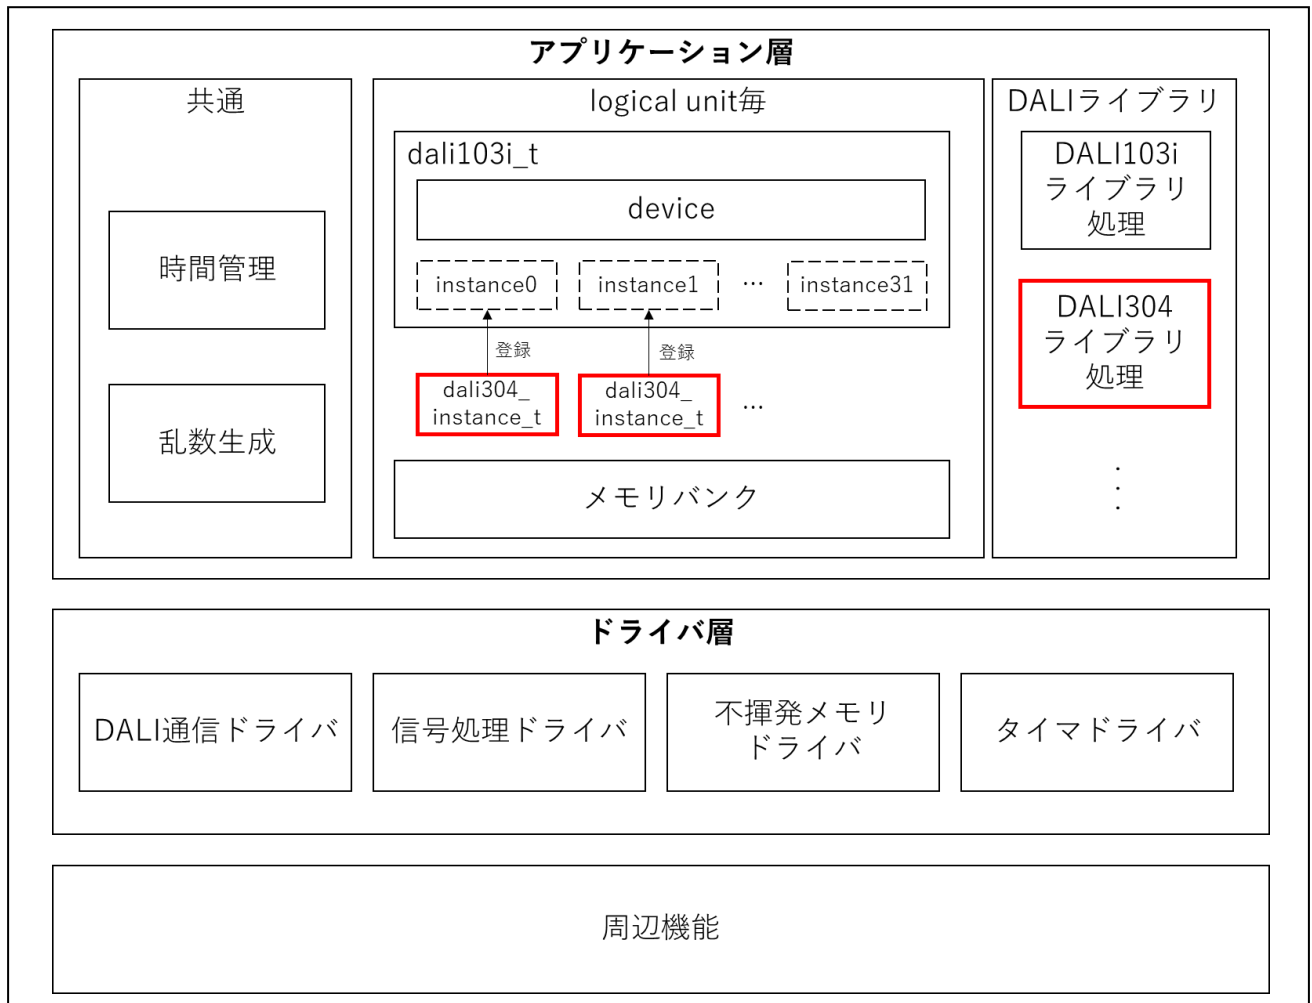 アプリケーション層
共通
時間管理
乱数生成
logical unit毎
dali103i_t
device
instance0
instance1
…
instance31
登録
登録
dali304_
instance_t
dali304_
instance_t
…
メモリバンク
DALIライブラリ
DALI103i
ライブラリ
処理
DALI304
ライブラリ
処理
・
・
・
ドライバ層
DALI通信ドライバ
信号処理ドライバ
不揮発メモリ
ドライバ
タイマドライバ
周辺機能